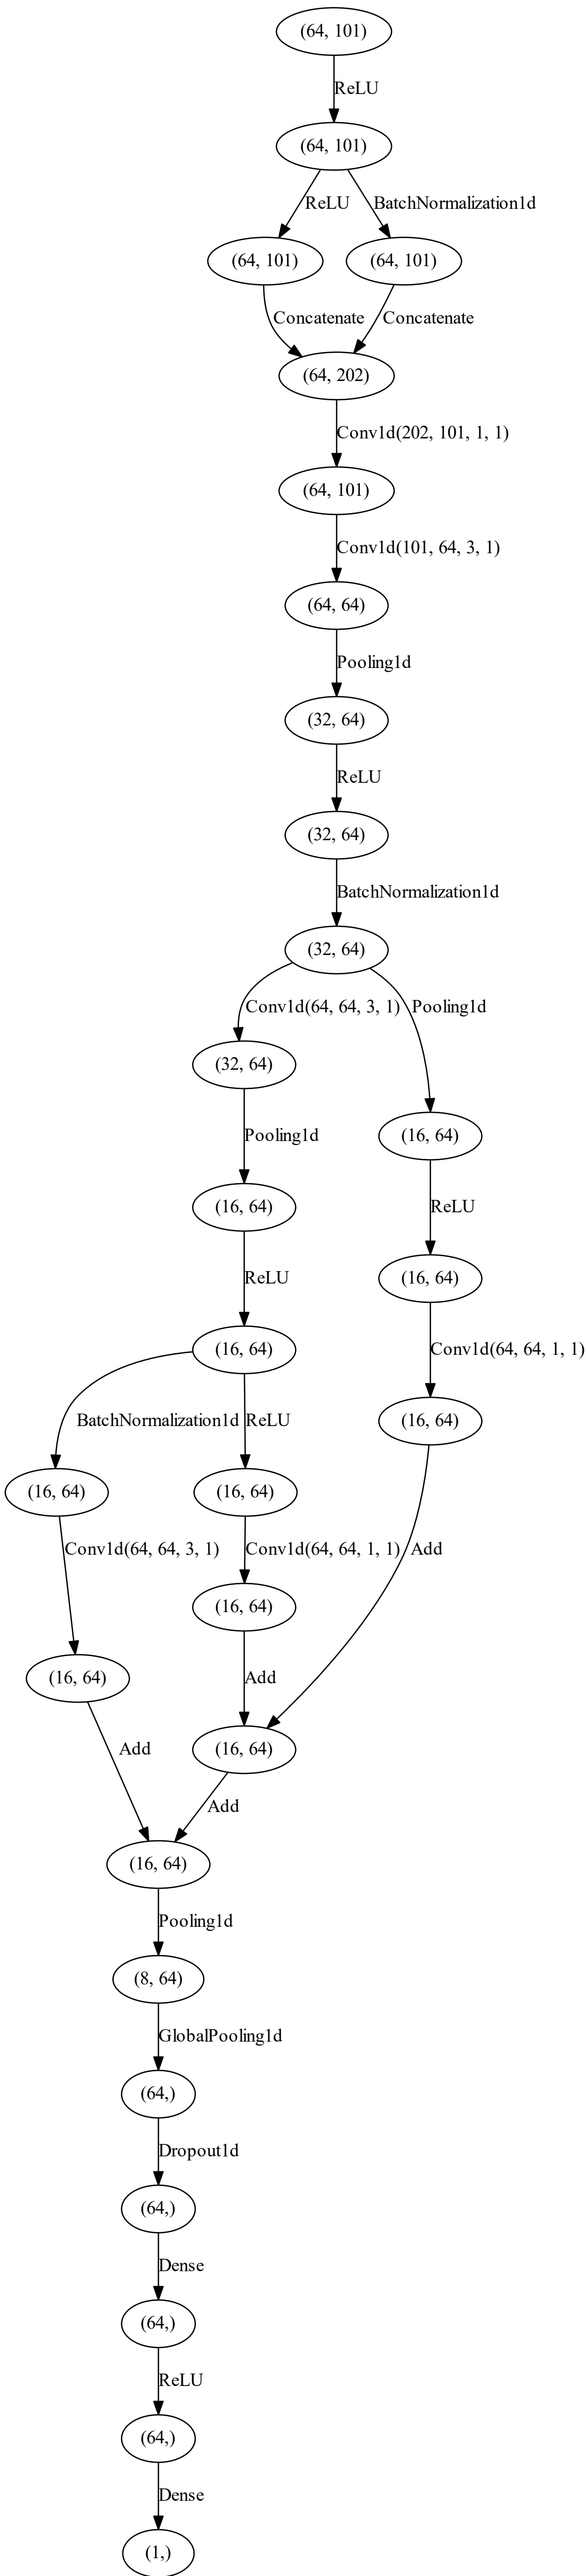 (64, 101)
ReLU
(64, 101)
ReLU BatchNormalization1d
(64, 101) (64, 101)
Concatenate Concatenate
(64, 202)
Conv1d(202, 101, 1, 1)
(64, 101)
Conv1d(101, 64, 3, 1)
(64, 64)
Pooling1d
(32, 64)
ReLU
(32, 64)
BatchNormalization1d
(32, 64)
Conv1d(64, 64, 3, 1) Pooling1d
(32, 64)
Pooling1d (16, 64)
(16, 64) ReLU
ReLU (16, 64)
(16, 64) Conv1d(64, 64, 1, 1)
BatchNormalization1d ReLU (16, 64)
(16, 64) (16, 64)
Conv1d(64, 64, 3, 1) Conv1d(64, 64, 1, 1) Add
(16, 64)
(16, 64) Add
Add (16, 64)
Add
(16, 64)
Pooling1d
(8, 64)
GlobalPooling1d
(64,)
Dropout1d
(64,)
Dense
(64,)
ReLU
(64,)
Dense
(1,)